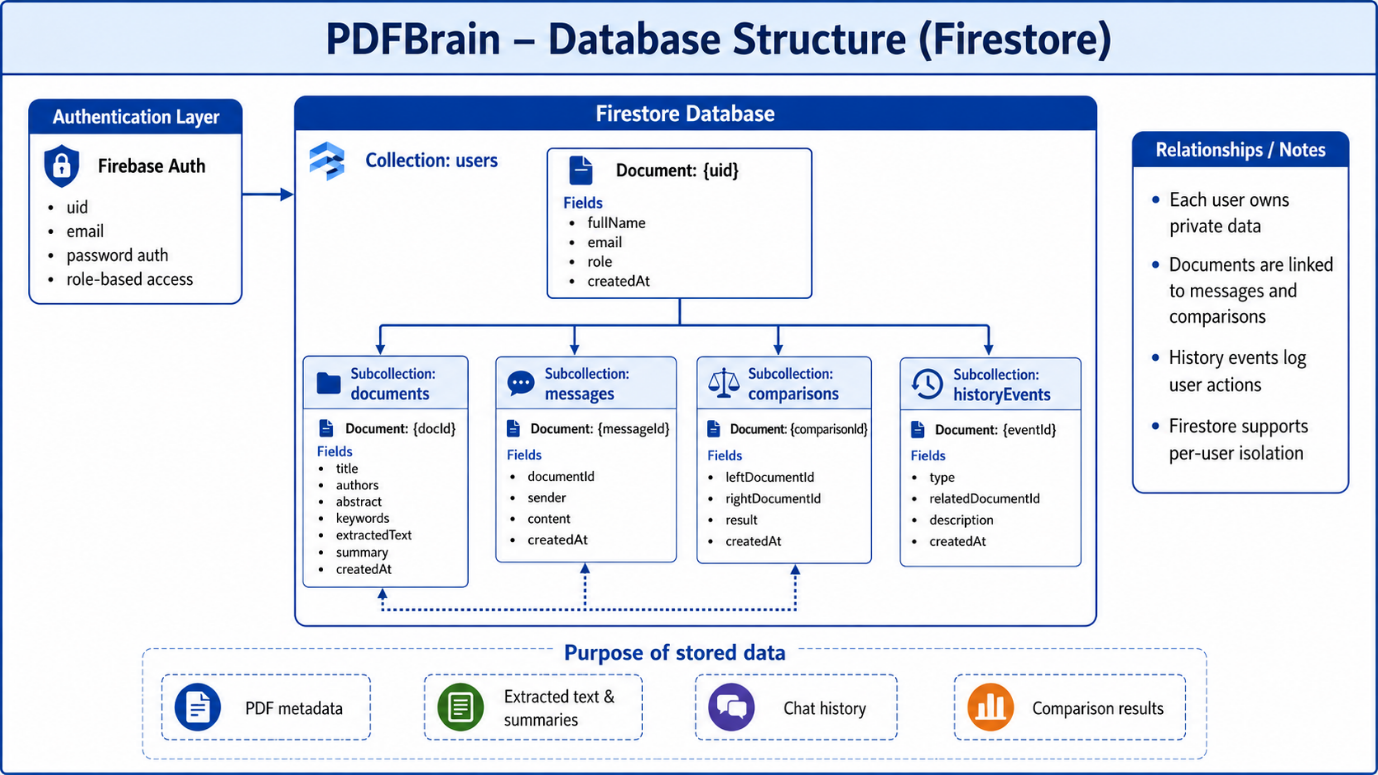 PDFBrain – Database Structure (Firestore)
Authentication Layer
Firebase Auth
• uid
• email
• password auth
• role-based access
Firestore Database
Collection: users
Document: {uid}
Fields
• fullName
• email
• role
• createdAt
Subcollection:
documents
Document: {docId}
Fields
• title
• authors
• abstract
• keywords
• extractedText
• summary
• createdAt
Subcollection:
messages
Document: {messageId}
Fields
• documentId
• sender
• content
• createdAt
Subcollection:
comparisons
Document: {comparisonId}
Fields
• leftDocumentId
• rightDocumentId
• result
• createdAt
Subcollection:
historyEvents
Document: {eventId}
Fields
• type
• relatedDocumentId
• description
• createdAt
Relationships / Notes
• Each user owns
private data
• Documents are linked
to messages and
comparisons
• History events log
user actions
• Firestore supports
per-user isolation
Purpose of stored data
PDF metadata
Extracted text &
summaries
Chat history
Comparison results